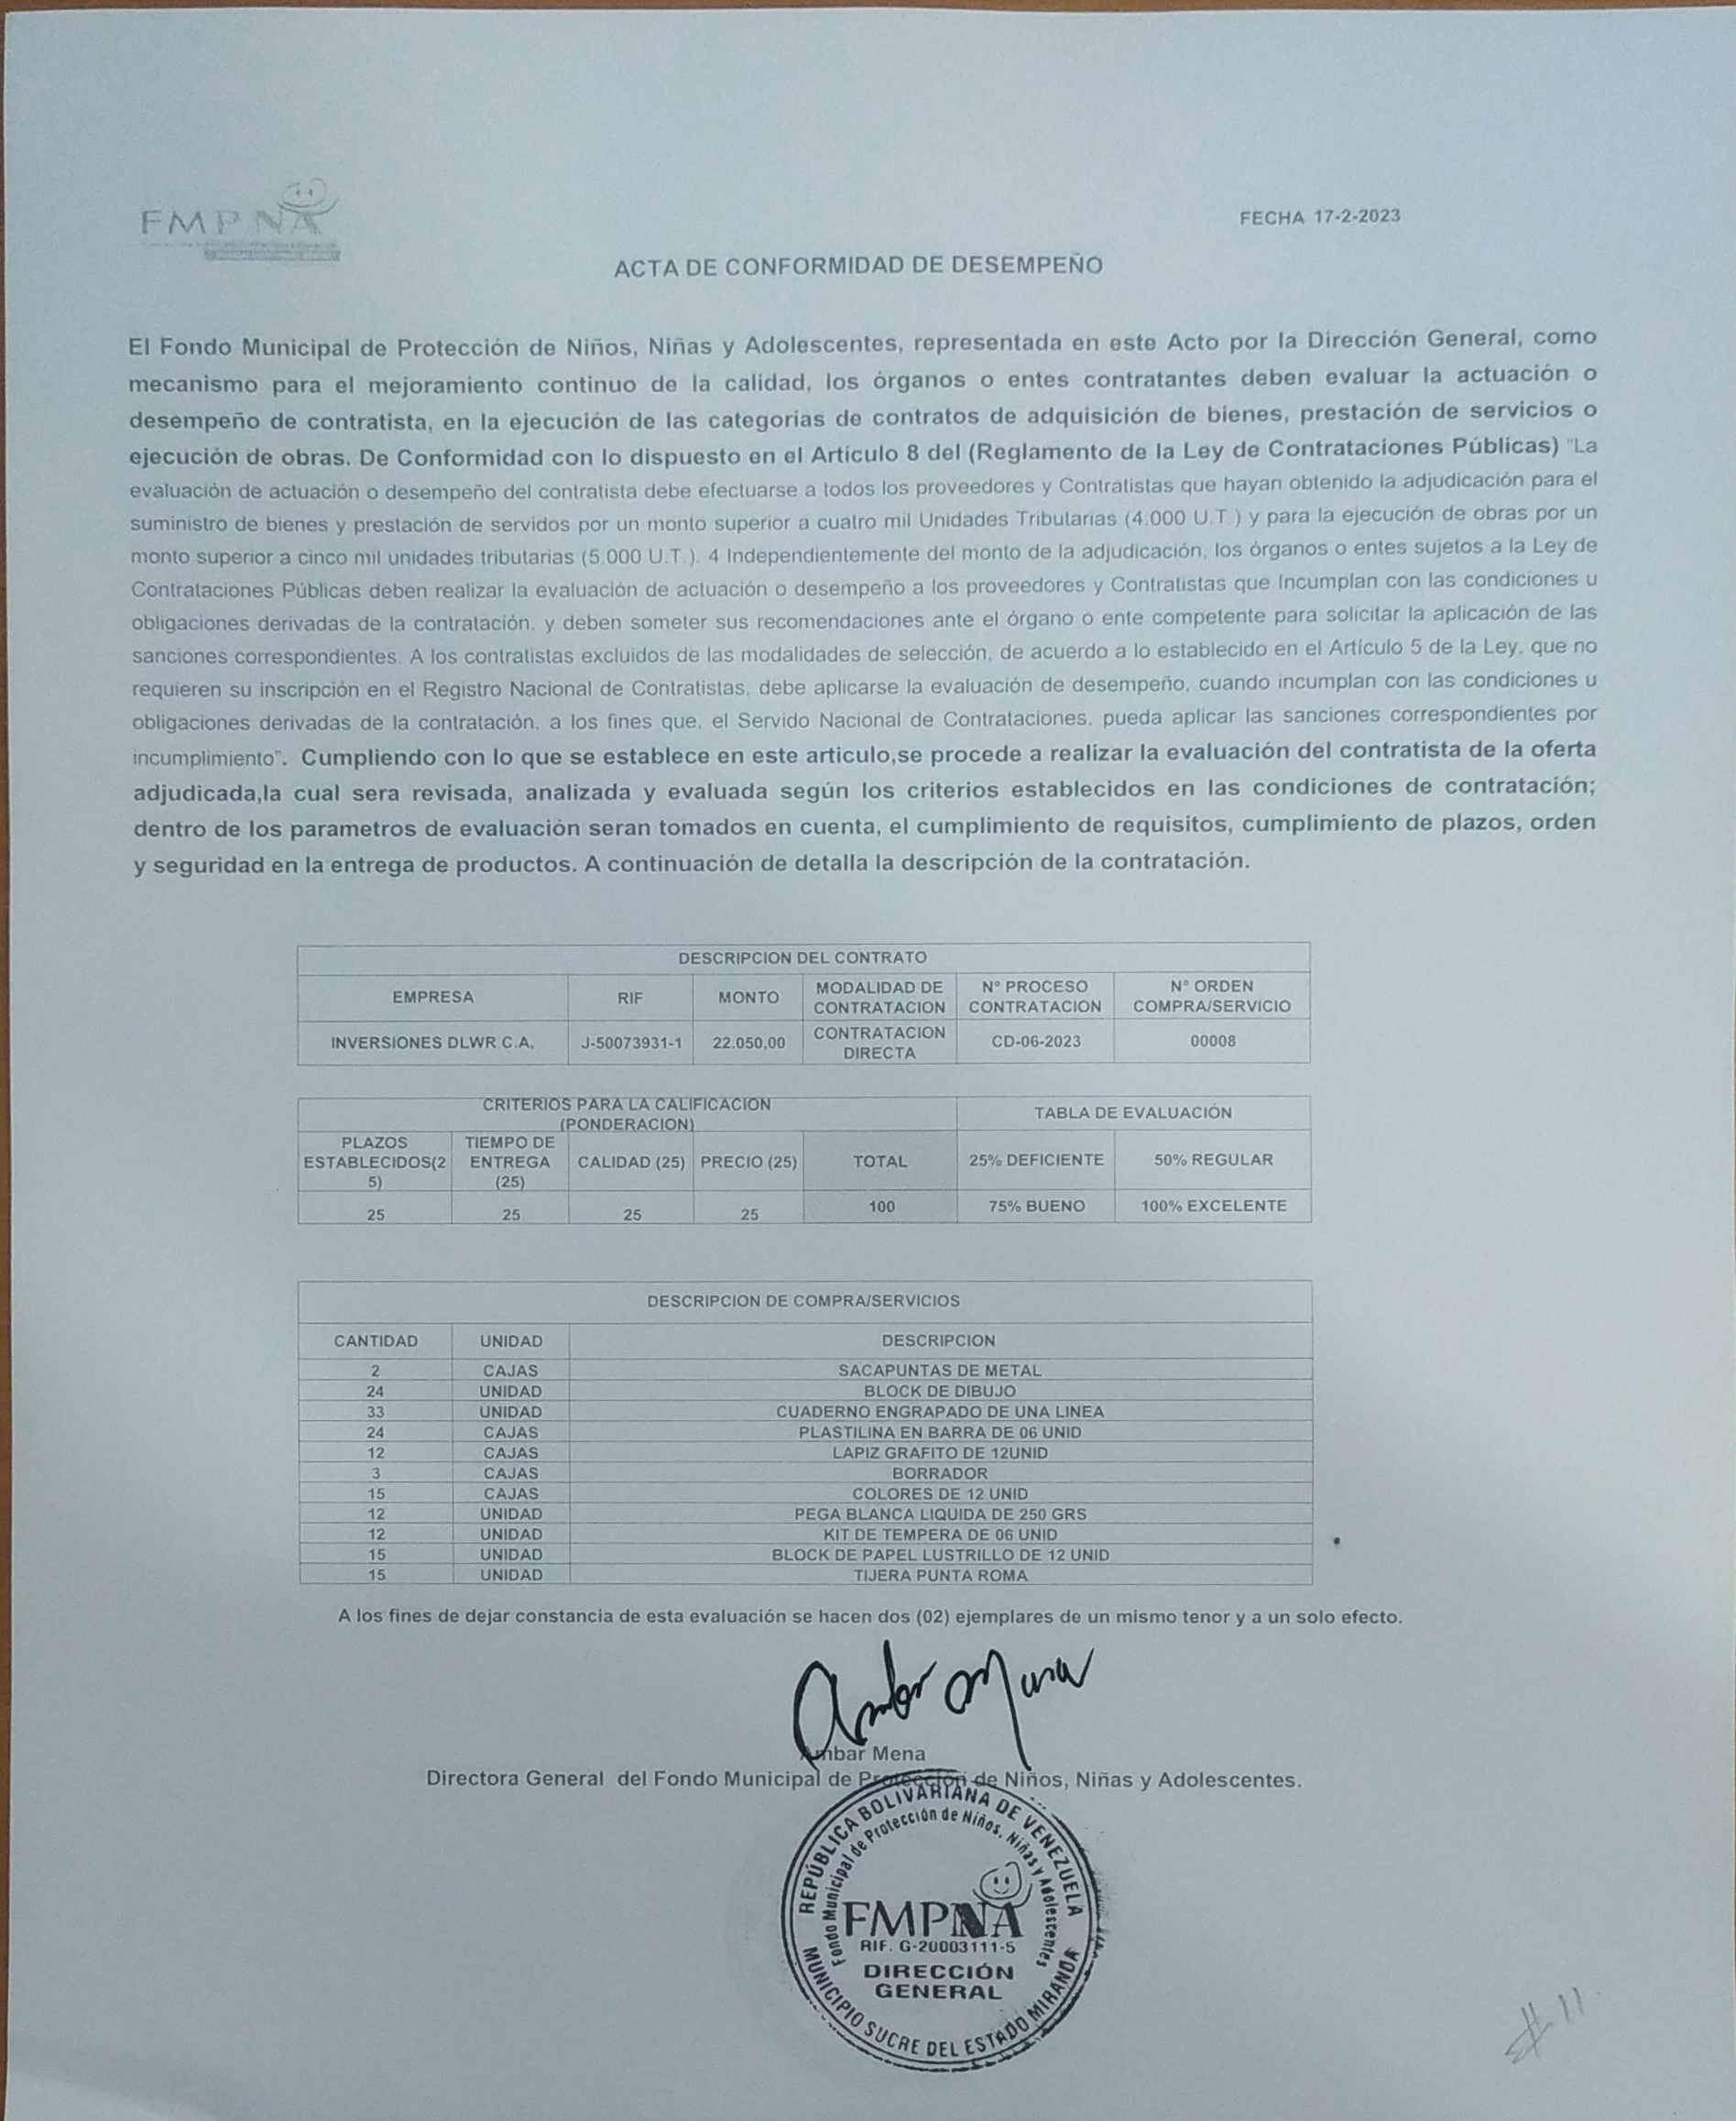 FMPNA
FECHA 17-2-2023
ACTA DE CONFORMIDAD DE DESEMPEÑO
El Fondo Municipal de Protección de Niños, Niñas y Adolescentes, representada en este Acto por la Dirección General, como
mecanismo para el mejoramiento continuo de la calidad, los órganos o entes contratantes deben evaluar la actuación o
desempeño de contratista, en la ejecución de las categorías de contratos de adquisición de bienes, prestación de servicios o
ejecución de obras. De Conformidad con lo dispuesto en el Artículo 8 del (Reglamento de la Ley de Contrataciones Públicas) "La
evaluación de actuación o desempeño del contratista debe efectuarse a todos los proveedores y Contratistas que hayan obtenido la adjudicación para el
suministro de bienes y prestación de servidos por un monto superior a cuatro mil Unidades Tributarias (4.000 U.T.) y para la ejecución de obras por un
monto superior a cinco mil unidades tributarias (5.000 U.T.). 4 Independientemente del monto de la adjudicación, los órganos o entes sujetos a la Ley de
Contrataciones Públicas deben realizar la evaluación de actuación o desempeño a los proveedores y Contratistas que Incumplan con las condiciones u
obligaciones derivadas de la contratación, y deben someter sus recomendaciones ante el órgano o ente competente para solicitar la aplicación de las
sanciones correspondientes. A los contratistas excluidos de las modalidades de selección, de acuerdo a lo establecido en el Artículo 5 de la Ley, que no
requieren su inscripción en el Registro Nacional de Contratistas, debe aplicarse la evaluación de desempeño, cuando incumplan con las condiciones u
obligaciones derivadas de la contratación, a los fines que, el Servido Nacional de Contrataciones, pueda aplicar las sanciones correspondientes por
incumplimiento". Cumpliendo con lo que se establece en este articulo,se procede a realizar la evaluación del contratista de la oferta
adjudicada,la cual sera revisada, analizada y evaluada según los criterios establecidos en las condiciones de contratación;
dentro de los parametros de evaluación seran tomados en cuenta, el cumplimiento de requisitos, cumplimiento de plazos, orden
y seguridad en la entrega de productos. A continuación de detalla la descripción de la contratación.
DESCRIPCION DEL CONTRATO
EMPRESA RIF MONTO MODALIDAD DE CONTRATACION N° PROCESO CONTRATACION N° ORDEN COMPRA/SERVICIO
INVERSIONES DLWR C.A, J-50073931-1 22.050,00 CONTRATACION DIRECTA CD-06-2023 00008
CRITERIOS PARA LA CALIFICACION (PONDERACION) TABLA DE EVALUACIÓN
PLAZOS ESTABLECIDOS(25) TIEMPO DE ENTREGA (25) CALIDAD (25) PRECIO (25) TOTAL 25% DEFICIENTE 50% REGULAR
25 25 25 25 100 75% BUENO 100% EXCELENTE
DESCRIPCION DE COMPRA/SERVICIOS
CANTIDAD UNIDAD DESCRIPCION
2 CAJAS SACAPUNTAS DE METAL
24 UNIDAD BLOCK DE DIBUJO
33 UNIDAD CUADERNO ENGRAPADO DE UNA LINEA
24 CAJAS PLASTILINA EN BARRA DE 06 UNID
12 CAJAS LAPIZ GRAFITO DE 12UNID
3 CAJAS BORRADOR
15 CAJAS COLORES DE 12 UNID
12 UNIDAD PEGA BLANCA LIQUIDA DE 250 GRS
12 UNIDAD KIT DE TEMPERA DE 06 UNID
15 UNIDAD BLOCK DE PAPEL LUSTRILLO DE 12 UNID
15 UNIDAD TIJERA PUNTA ROMA
A los fines de dejar constancia de esta evaluación se hacen dos (02) ejemplares de un mismo tenor y a un solo efecto.
Ambar Mena
Ambar Mena
Directora General del Fondo Municipal de Protección de Niños, Niñas y Adolescentes.
REPÚBLICA BOLIVARIANA DE VENEZUELA
Fondo Municipal de Protección de Niños, Niñas y Adolescentes
FMPNA
RIF. G-20003111-5
DIRECCIÓN
GENERAL
MUNICIPIO SUCRE DEL ESTADO MIRANDA
# 11